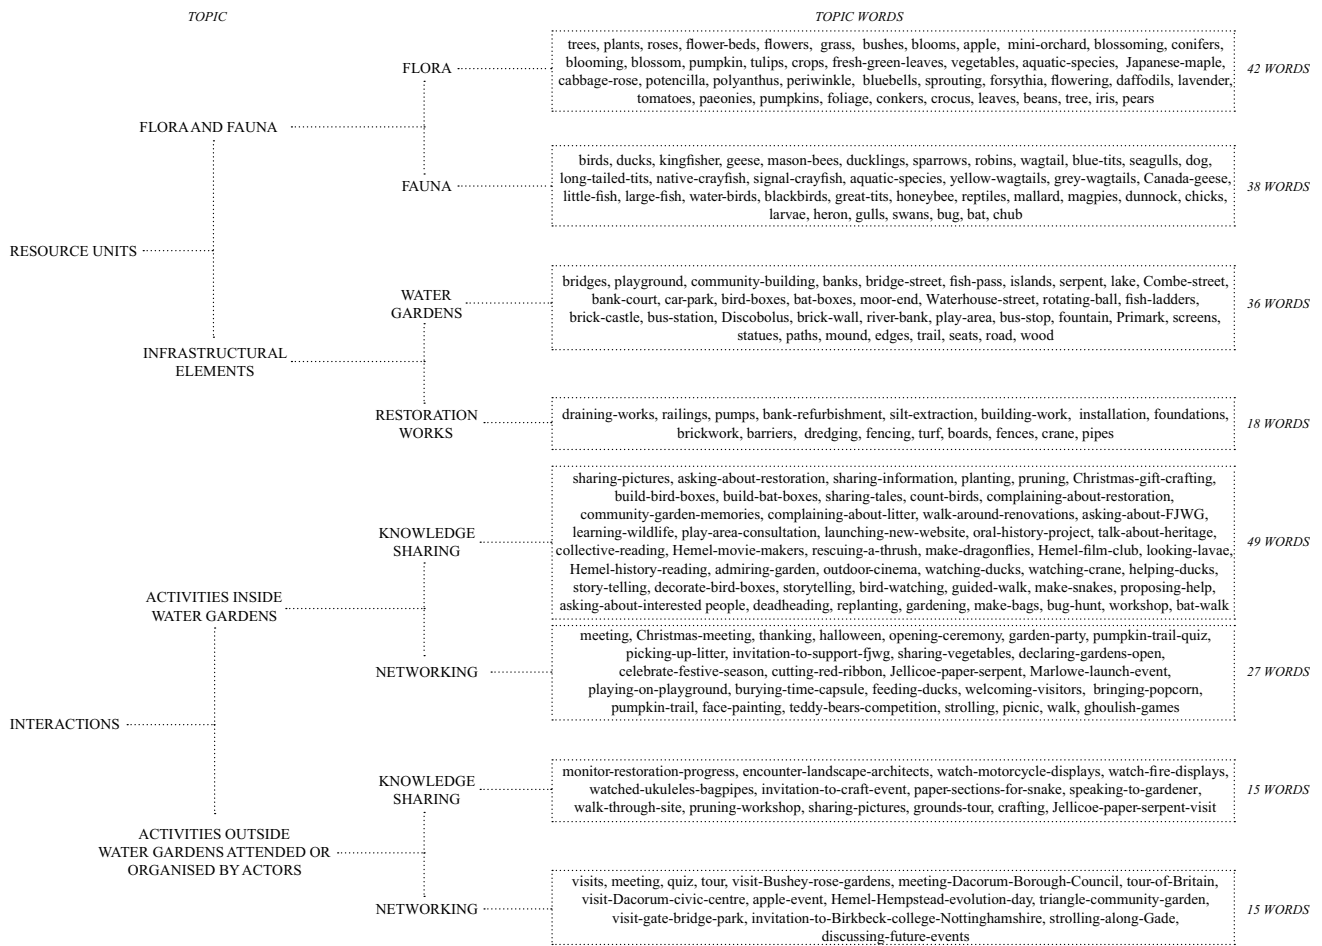 TOPIC
TOPIC WORDS
trees, plants, roses, flower-beds, flowers, grass, bushes, blooms, apple, mini-orchard, blossoming, conifers,
blooming, blossom, pumpkin, tulips, crops, fresh-green-leaves, vegetables, aquatic-species, Japanese-maple,
cabbage-rose, potencilla, polyanthus, periwinkle, bluebells, sprouting, forsythia, flowering, daffodils, lavender,
tomatoes, paeonies, pumpkins, foliage, conkers, crocus, leaves, beans, tree, iris, pears
FLORA
42 WORDS
FLORA AND FAUNA
birds, ducks, kingfisher, geese, mason-bees, ducklings, sparrows, robins, wagtail, blue-tits, seagulls, dog,
long-tailed-tits, native-crayfish, signal-crayfish, aquatic-species, yellow-wagtails, grey-wagtails, Canada-geese,
little-fish, large-fish, water-birds, blackbirds, great-tits, honeybee, reptiles, mallard, magpies, dunnock, chicks,
larvae, heron, gulls, swans, bug, bat, chub
FAUNA
38 WORDS
RESOURCE UNITS
bridges, playground, community-building, banks, bridge-street, fish-pass, islands, serpent, lake, Combe-street,
bank-court, car-park, bird-boxes, bat-boxes, moor-end, Waterhouse-street, rotating-ball, fish-ladders,
brick-castle, bus-station, Discobolus, brick-wall, river-bank, play-area, bus-stop, fountain, Primark, screens,
statues, paths, mound, edges, trail, seats, road, wood
WATER
GARDENS
36 WORDS
INFRASTRUCTURAL
ELEMENTS
draining-works, railings, pumps, bank-refurbishment, silt-extraction, building-work, installation, foundations,
brickwork, barriers, dredging, fencing, turf, boards, fences, crane, pipes
RESTORATION
WORKS
18 WORDS
sharing-pictures, asking-about-restoration, sharing-information, planting, pruning, Christmas-gift-crafting,
build-bird-boxes, build-bat-boxes, sharing-tales, count-birds, complaining-about-restoration,
community-garden-memories, complaining-about-litter, walk-around-renovations, asking-about-FJWG,
learning-wildlife, play-area-consultation, launching-new-website, oral-history-project, talk-about-heritage,
collective-reading, Hemel-movie-makers, rescuing-a-thrush, make-dragonflies, Hemel-film-club, looking-lavae,
Hemel-history-reading, admiring-garden, outdoor-cinema, watching-ducks, watching-crane, helping-ducks,
story-telling, decorate-bird-boxes, storytelling, bird-watching, guided-walk, make-snakes, proposing-help,
asking-about-interested people, deadheading, replanting, gardening, make-bags, bug-hunt, workshop, bat-walk
KNOWLEDGE
SHARING
49 WORDS
ACTIVITIES INSIDE
WATER GARDENS
meeting, Christmas-meeting, thanking, halloween, opening-ceremony, garden-party, pumpkin-trail-quiz,
picking-up-litter, invitation-to-support-fjwg, sharing-vegetables, declaring-gardens-open,
celebrate-festive-season, cutting-red-ribbon, Jellicoe-paper-serpent, Marlowe-launch-event,
playing-on-playground, burying-time-capsule, feeding-ducks, welcoming-visitors, bringing-popcorn,
pumpkin-trail, face-painting, teddy-bears-competition, strolling, picnic, walk, ghoulish-games
NETWORKING
27 WORDS
INTERACTIONS
monitor-restoration-progress, encounter-landscape-architects, watch-motorcycle-displays, watch-fire-displays,
watched-ukuleles-bagpipes, invitation-to-craft-event, paper-sections-for-snake, speaking-to-gardener,
walk-through-site, pruning-workshop, sharing-pictures, grounds-tour, crafting, Jellicoe-paper-serpent-visit
KNOWLEDGE
SHARING
15 WORDS
ACTIVITIES OUTSIDE
WATER GARDENS ATTENDED OR
ORGANISED BY ACTORS
visits, meeting, quiz, tour, visit-Bushey-rose-gardens, meeting-Dacorum-Borough-Council, tour-of-Britain,
visit-Dacorum-civic-centre, apple-event, Hemel-Hempstead-evolution-day, triangle-community-garden,
visit-gate-bridge-park, invitation-to-Birkbeck-college-Nottinghamshire, strolling-along-Gade,
discussing-future-events
NETWORKING
15 WORDS